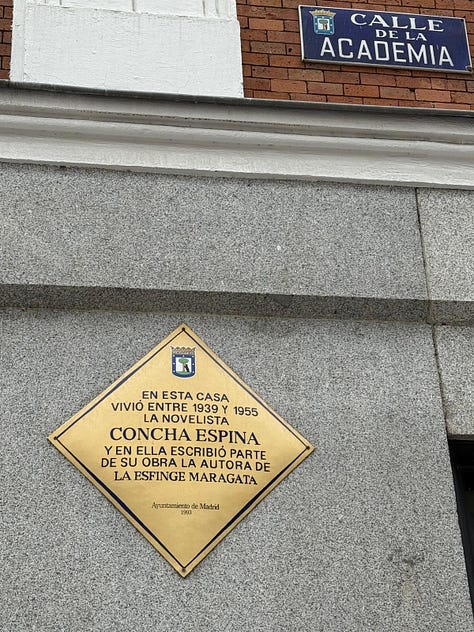 CALLE
DE LA
ACADEMIA
EN ESTA CASA
VIVIÓ ENTRE 1939 Y 1955
LA NOVELISTA
CONCHA ESPINA
Y EN ELLA ESCRIBIÓ PARTE
DE SU OBRA LA AUTORA DE
LA ESFINGE MARAGATA
Ayuntamiento de Madrid
1993